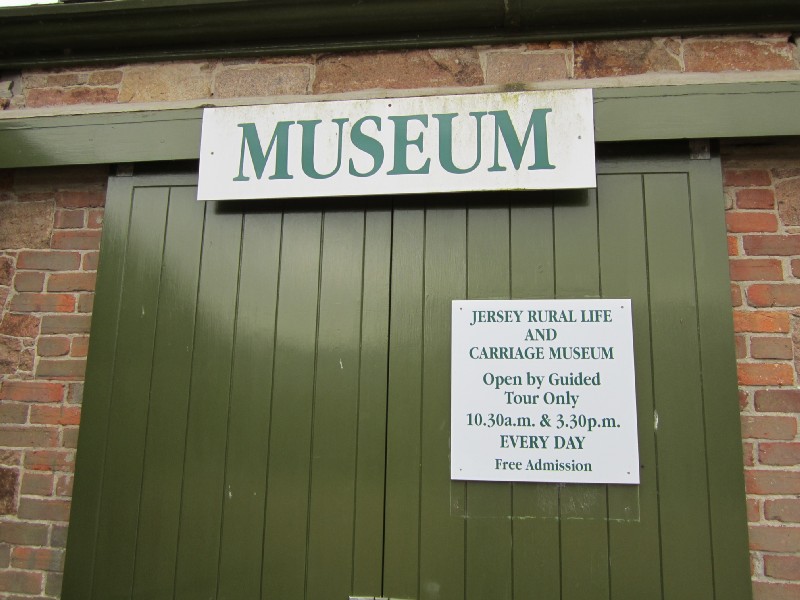 MUSEUM
JERSEY RURAL LIFE
AND
CARRIAGE MUSEUM
Open by Guided
Tour Only
10.30a.m. & 3.30p.m.
EVERY DAY
Free Admission